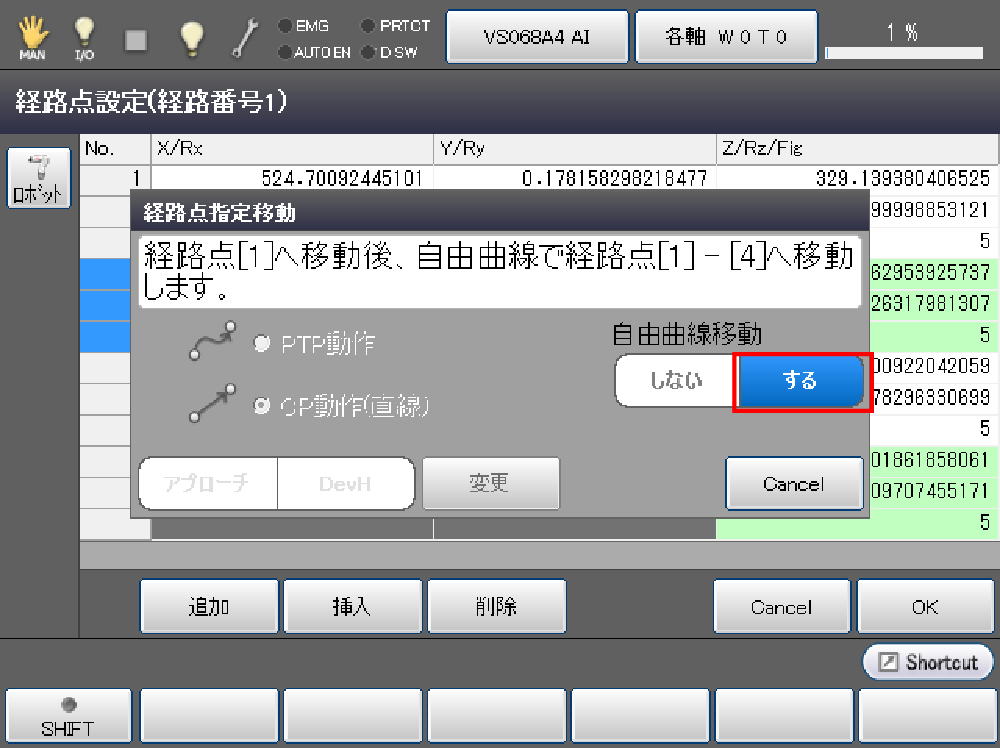 MAN
I/O
EMG
PRTCT
AUTO EN
D SW
VS068A4 AI
各軸 W0T0
1 %
経路点設定(経路番号1)
ロボット
No. X/Rx Y/Ry Z/Rz/Fig
1 524.70092445101 0.178158298218477 329.139380406525
経路点指定移動
99998853121
経路点[1]へ移動後、自由曲線で経路点[1] - [4]へ移動
します。
5
62953925737
26317981307
PTP動作
自由曲線移動
5
しない
する
00922042059
CP動作(直線)
78296330699
5
01861858061
アプローチ
DevH
変更
Cancel
09707455171
5
追加
挿入
削除
Cancel
OK
Shortcut
SHIFT